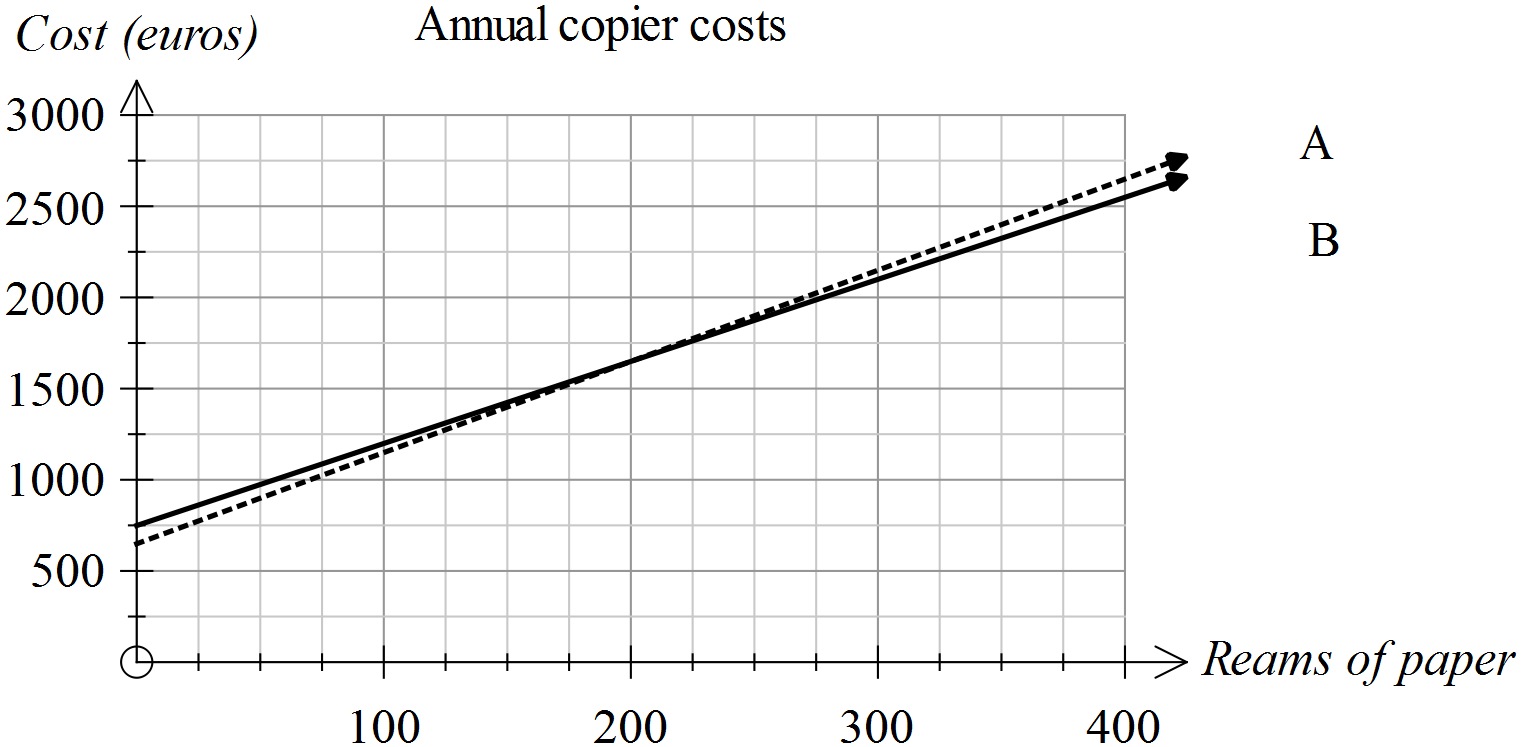 Annual copier costs
Cost (euros)
3000
2500
2000
1500
1000
500
A
B
Reams of paper
100 200 300 400